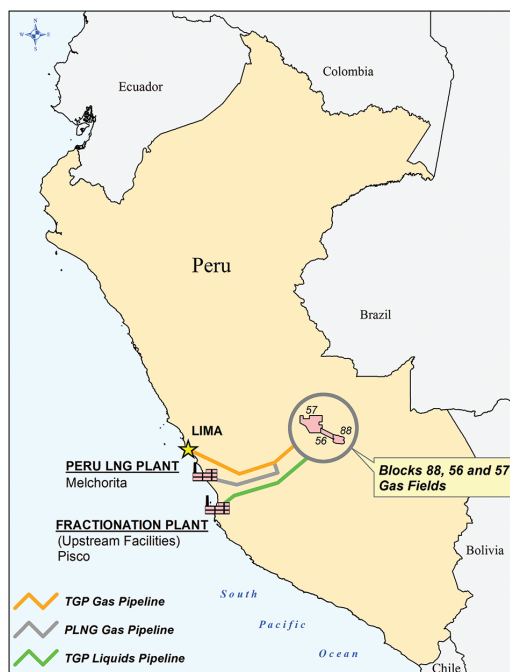 N
W
E
S
Ecuador
Colombia
Peru
Brazil
LIMA
57
88
56
PERU LNG PLANT
Melchorita
Blocks 88, 56 and 57
Gas Fields
FRACTIONATION PLANT
(Upstream Facilities)
Pisco
Bolivia
South
Pacific
Ocean
TGP Gas Pipeline
PLNG Gas Pipeline
TGP Liquids Pipeline
Chile